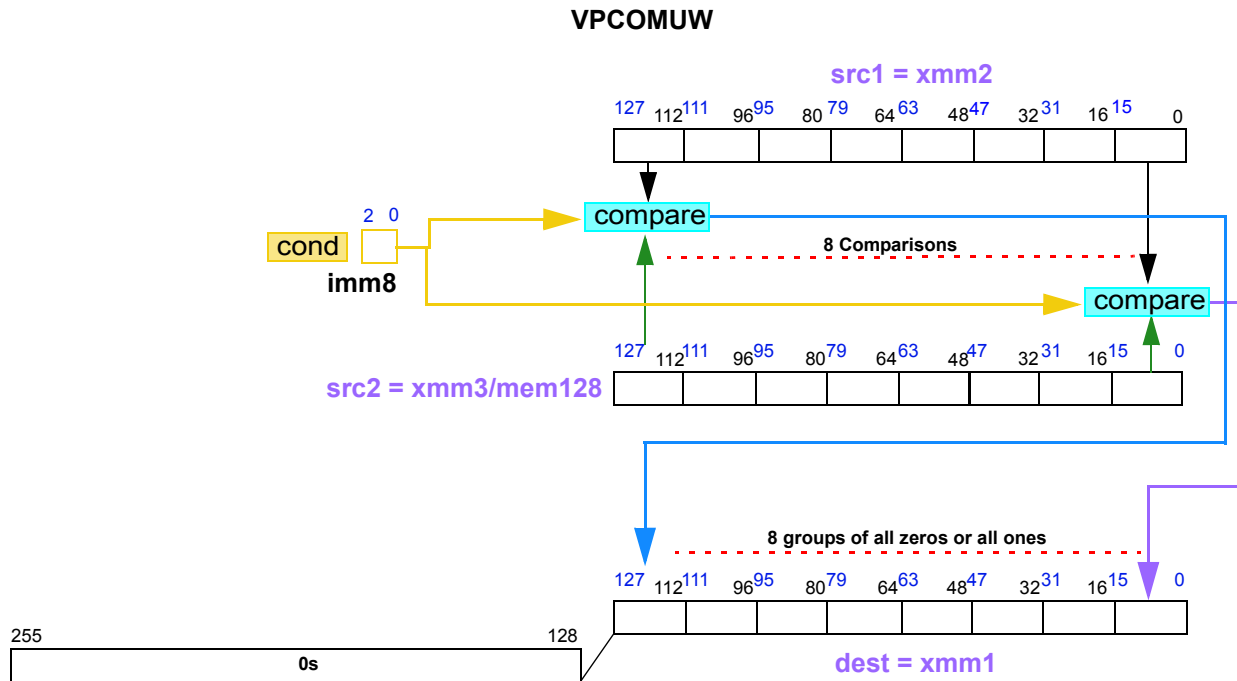 VPCOMUW
src1 = xmm2
127 112 111 96 95 80 79 64 63 48 47 32 31 16 15 0
2 0
cond
imm8
compare
8 Comparisons
compare
127 112 111 96 95 80 79 64 63 48 47 32 31 16 15 0
src2 = xmm3/mem128
8 groups of all zeros or all ones
127 112 111 96 95 80 79 64 63 48 47 32 31 16 15 0
255 128
0s
dest = xmm1